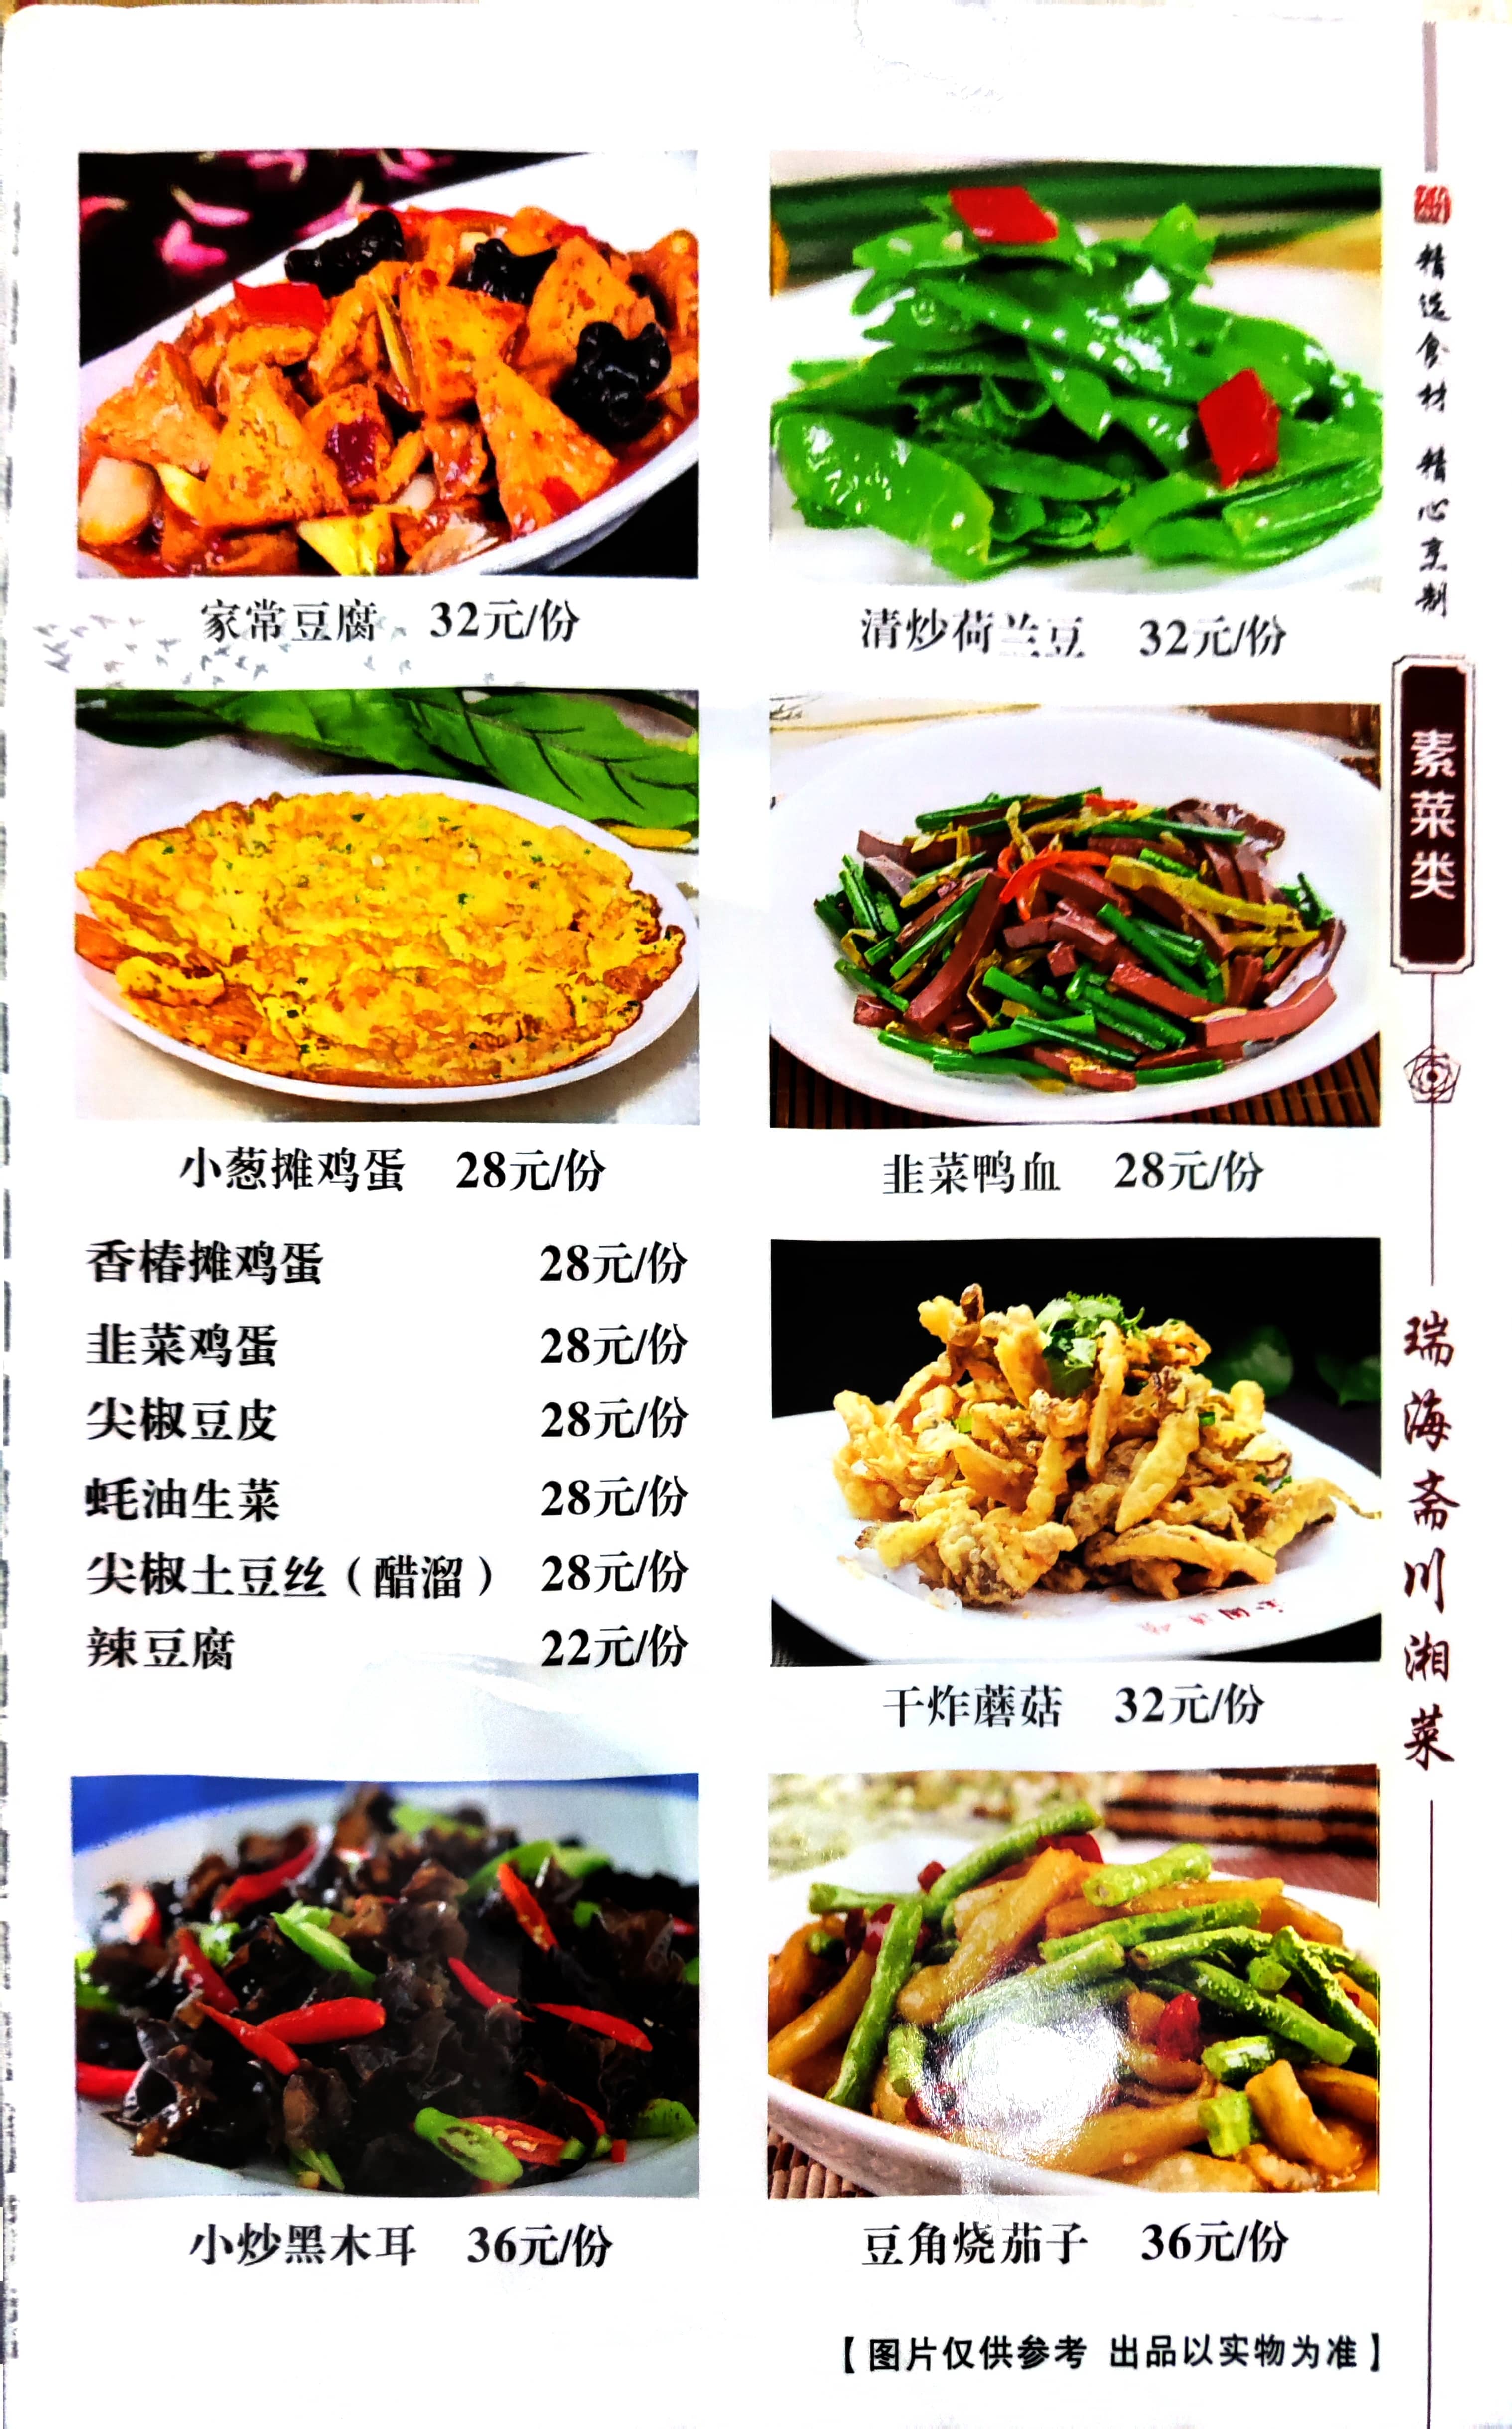 家常豆腐 32元/份
清炒荷兰豆 32元/份
小葱摊鸡蛋 28元/份
韭菜鸭血 28元/份
香椿摊鸡蛋 28元/份
韭菜鸡蛋 28元/份
尖椒豆皮 28元/份
蚝油生菜 28元/份
尖椒土豆丝（醋溜） 28元/份
辣豆腐 22元/份
干炸蘑菇 32元/份
小炒黑木耳 36元/份
豆角烧茄子 36元/份
【图片仅供参考 出品以实物为准】
精选食材 精心烹制
素菜类
瑞海斋川湘菜